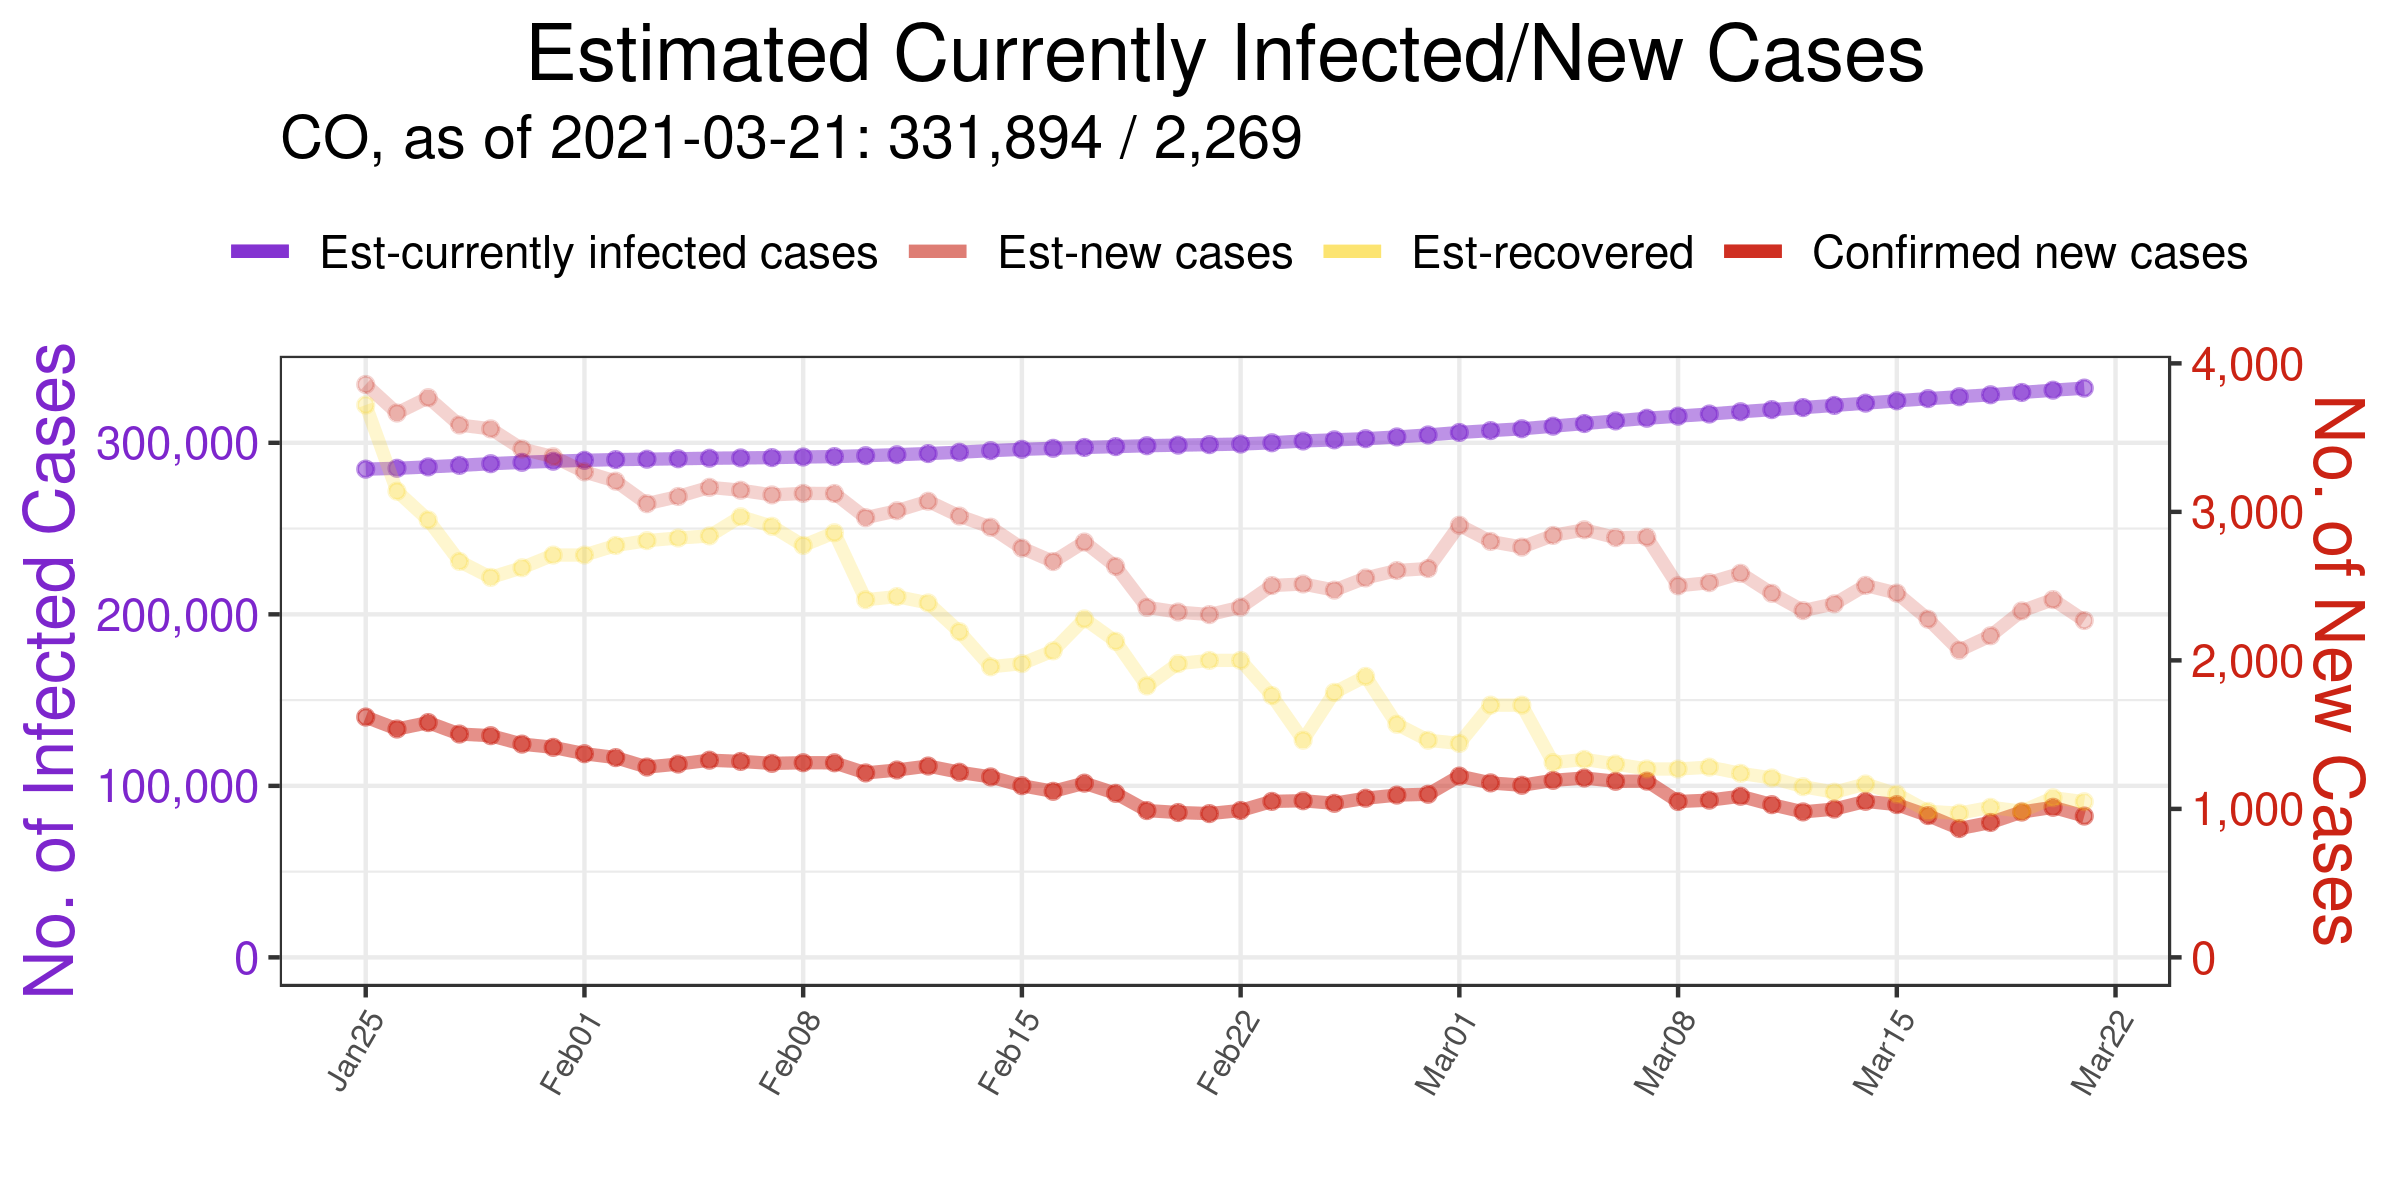 Estimated Currently Infected/New Cases
CO, as of 2021-03-21: 331,894 / 2,269
Est-currently infected cases
Est-new cases
Est-recovered
Confirmed new cases
No. of Infected Cases
300,000
200,000
100,000
0
4,000
3,000
2,000
1,000
0
No. of New Cases
Jan25
Feb01
Feb08
Feb15
Feb22
Mar01
Mar08
Mar15
Mar22